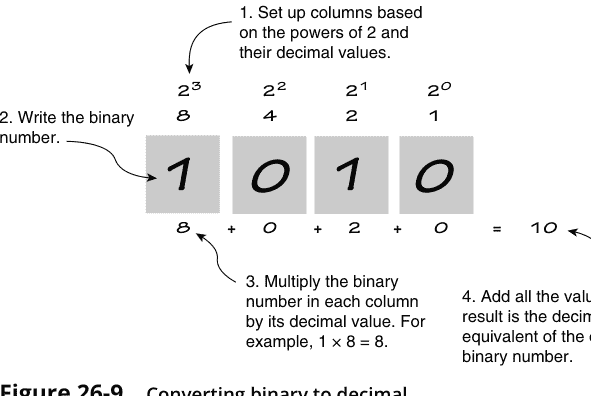 1. Set up columns based
on the powers of 2 and
their decimal values.
2³ 2² 2¹ 2⁰
8 4 2 1
2. Write the binary
number.
1 0 1 0
8 + 0 + 2 + 0 = 10
3. Multiply the binary
number in each column
by its decimal value. For
example, 1 × 8 = 8.
4. Add all the
result is the
equivalent of the
binary number.
Figure 26-9 Converting binary to decimal